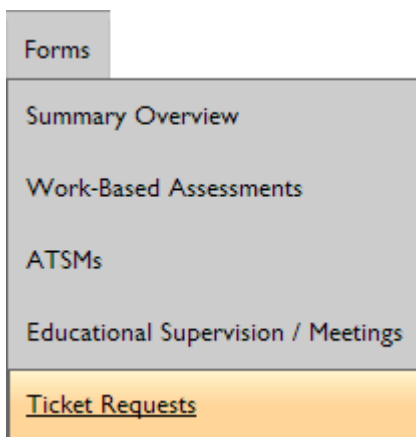 Forms
Summary Overview
Work-Based Assessments
ATSMs
Educational Supervision / Meetings
Ticket Requests